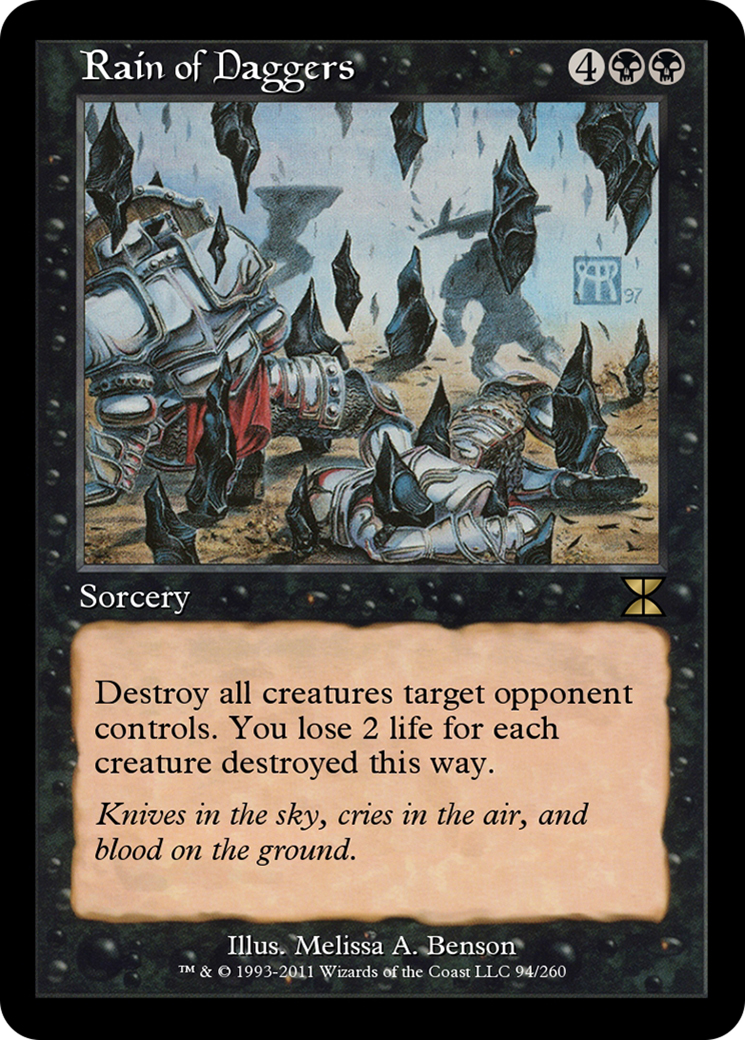 Rain of Daggers 4
97
Sorcery
Destroy all creatures target opponent
controls. You lose 2 life for each
creature destroyed this way.
Knives in the sky, cries in the air, and
blood on the ground.
Illus. Melissa A. Benson
™ & © 1993-2011 Wizards of the Coast LLC 94/260